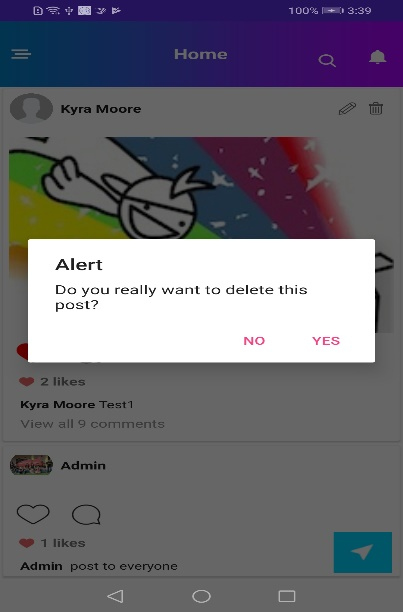 100% 3:39
Home
Kyra Moore
Alert
Do you really want to delete this
post?
NO YES
2 likes
Kyra Moore Test1
View all 9 comments
Admin
1 likes
Admin post to everyone